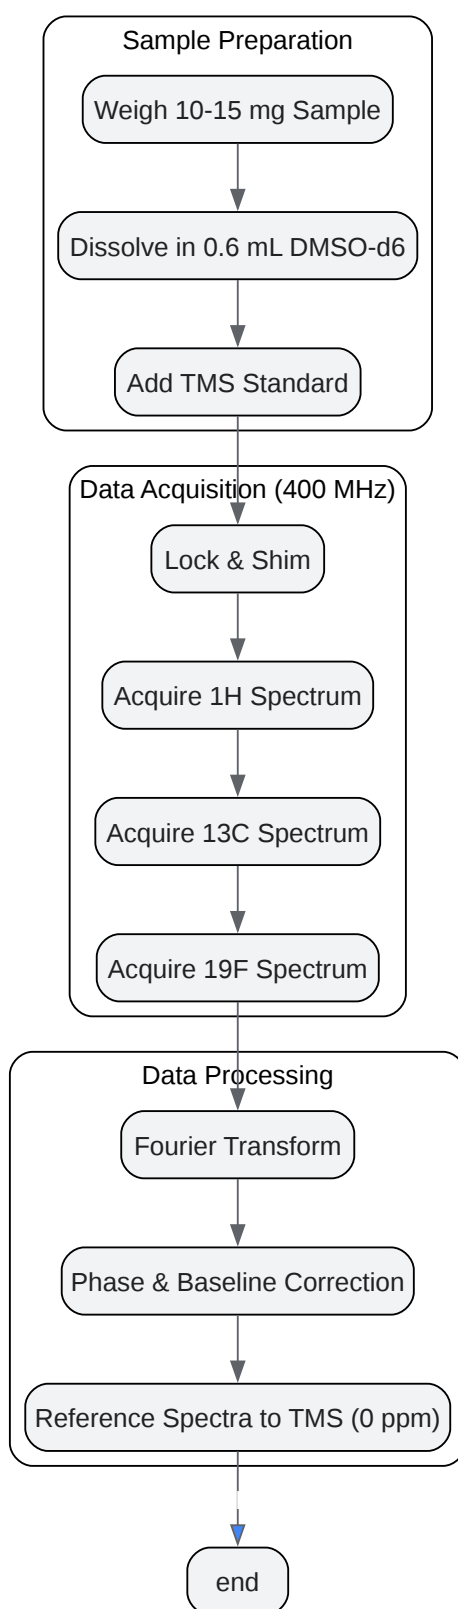 Sample Preparation
Weigh 10-15 mg Sample
Dissolve in 0.6 mL DMSO-d6
Add TMS Standard
Data Acquisition (400 MHz)
Lock & Shim
Acquire 1H Spectrum
Acquire 13C Spectrum
Acquire 19F Spectrum
Data Processing
Fourier Transform
Phase & Baseline Correction
Reference Spectra to TMS (0 ppm)
end